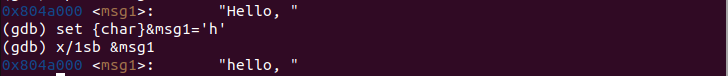 0x804a000 <msg1>:       "Hello, "
(gdb) set {char}&msg1='h'
(gdb) x/1sb &msg1
0x804a000 <msg1>:       "hello, "